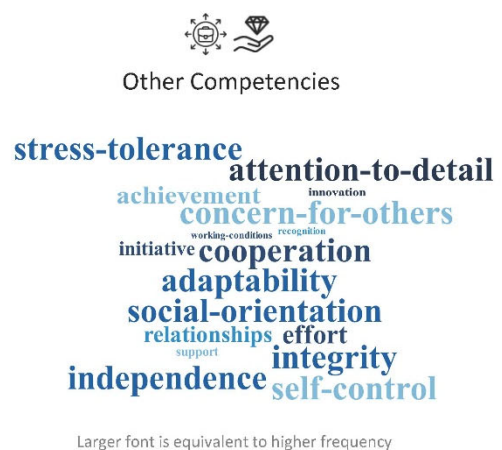 Other Competencies
stress-tolerance
attention-to-detail
achievement
innovation
concern-for-others
working-conditions
recognition
initiative
cooperation
adaptability
social-orientation
relationships
effort
support
integrity
independence
self-control
Larger font is equivalent to higher frequency